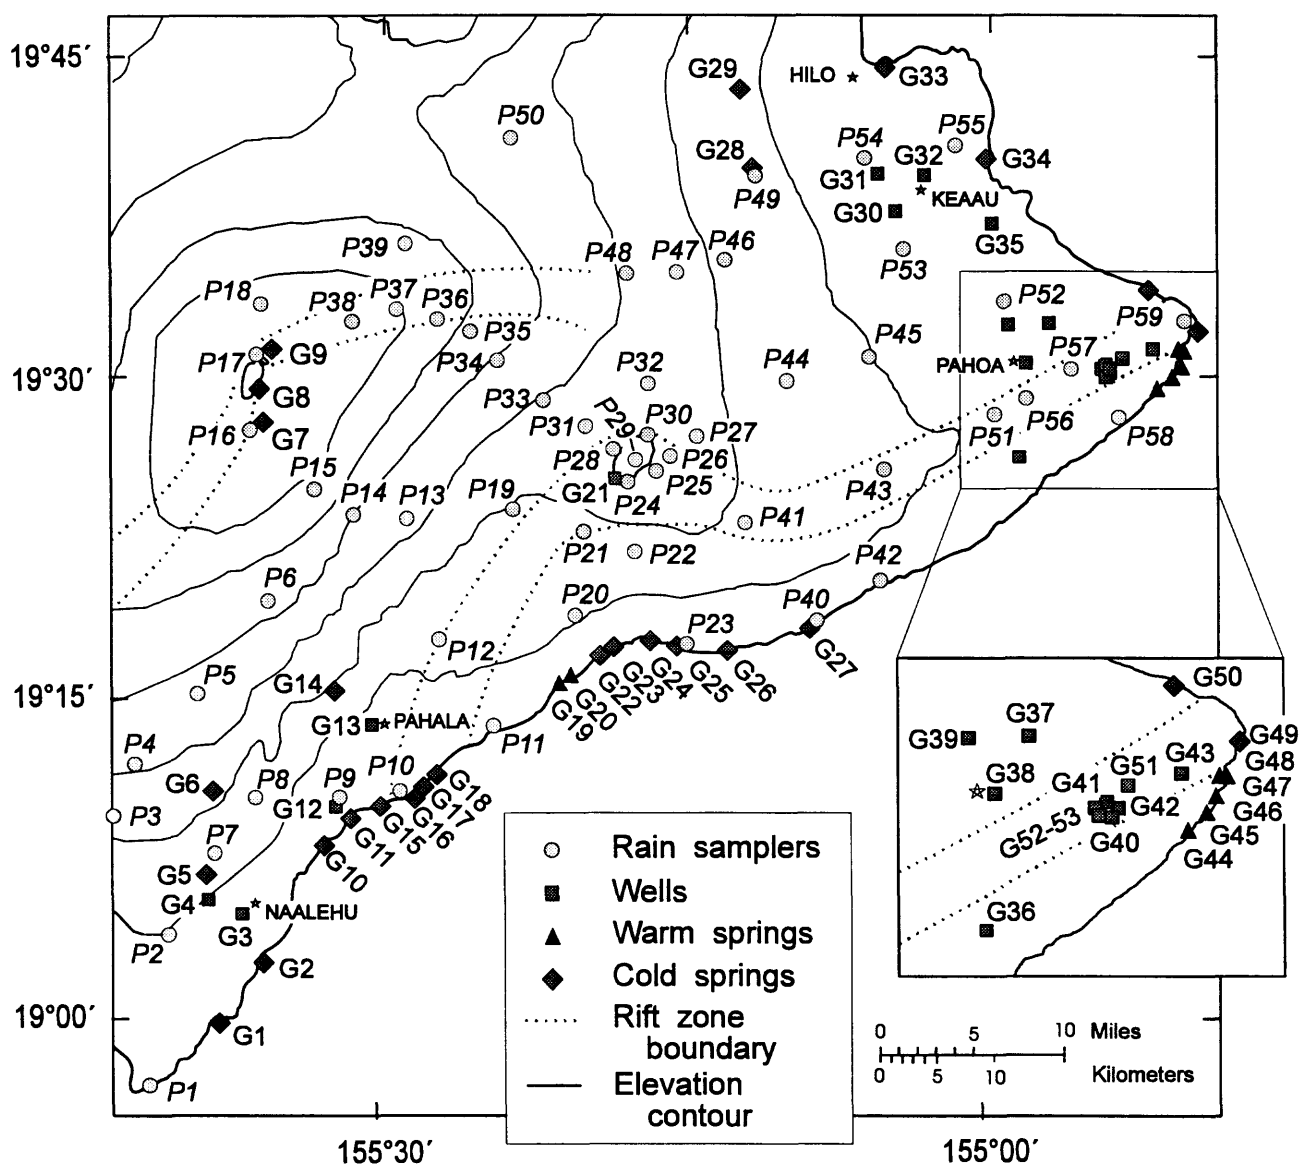 19°45′
19°30′
19°15′
19°00′
155°30′
155°00′
G29
HILO
G33
P50
P54
P55
G28
G32
G34
G31
P49
KEAAU
G30
G35
P39
P48
P47
P46
P53
P18
P38
P37
P36
P52
P59
P35
P45
P17
G9
P34
P32
P44
PAHOA
P57
G8
P33
P16
G7
P31
P29
P30
P27
P51
P56
P58
P28
P26
P15
P14
P13
P19
G21
P24
P25
P43
P41
P21
P22
P42
P6
P20
P40
P12
P23
P5
G14
G27
G13
PAHALA
G19
G20
G22
G23
G24
G25
G26
P11
P4
G6
P8
P9
P10
G18
G17
G16
G15
G12
G11
G10
P3
P7
G5
G4
NAALEHU
G3
P2
G2
G1
P1
G50
G39
G37
G49
G43
G48
G38
G51
G47
G41
G42
G46
G52-53
G40
G45
G44
G36
Rain samplers
Wells
Warm springs
Cold springs
Rift zone
boundary
Elevation
contour
0 5 10 Miles
0 5 10 Kilometers